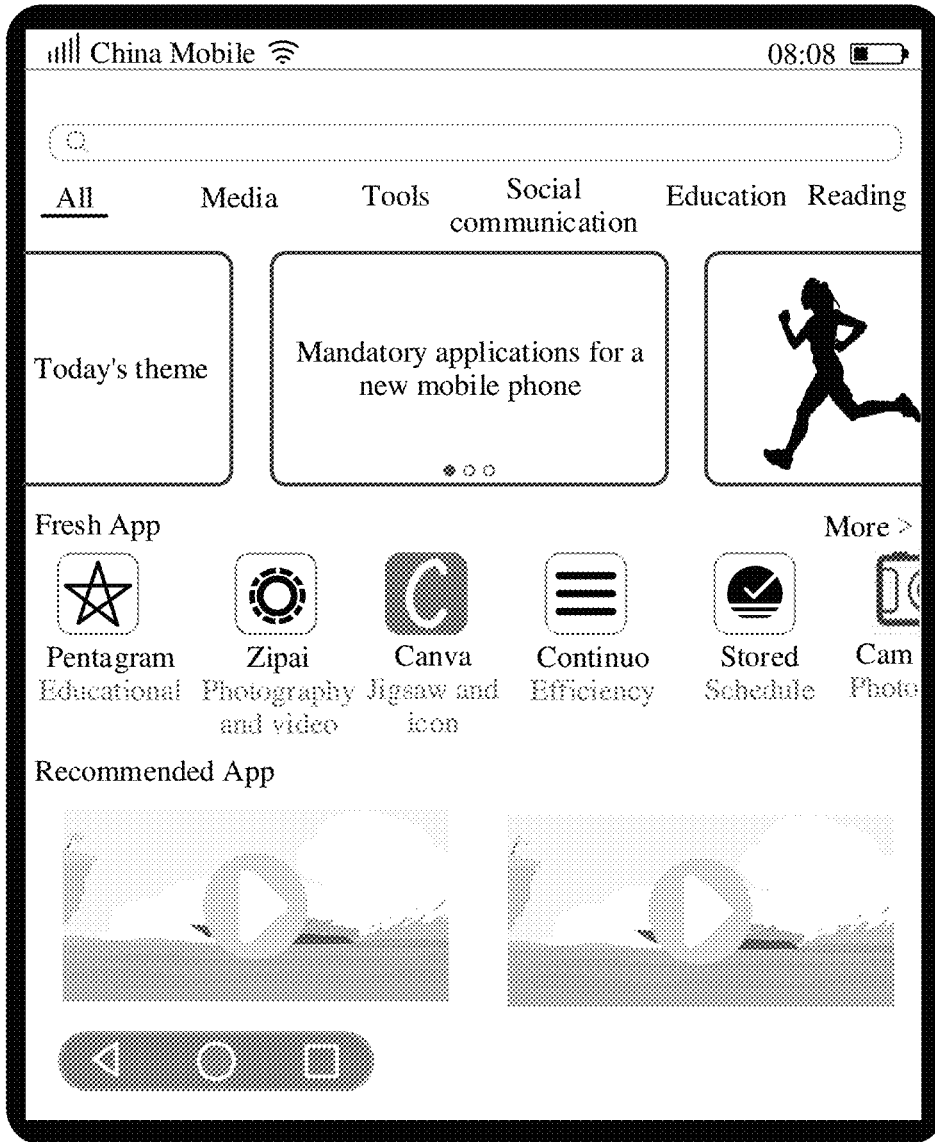 China Mobile 08:08
All Media Tools Social communication Education Reading
Today's theme
Mandatory applications for a
new mobile phone
Fresh App More >
Pentagram Zipai Canva Continuo Stored Cam
Educational Photography and video Jigsaw and icon Efficiency Schedule Photo
Recommended App